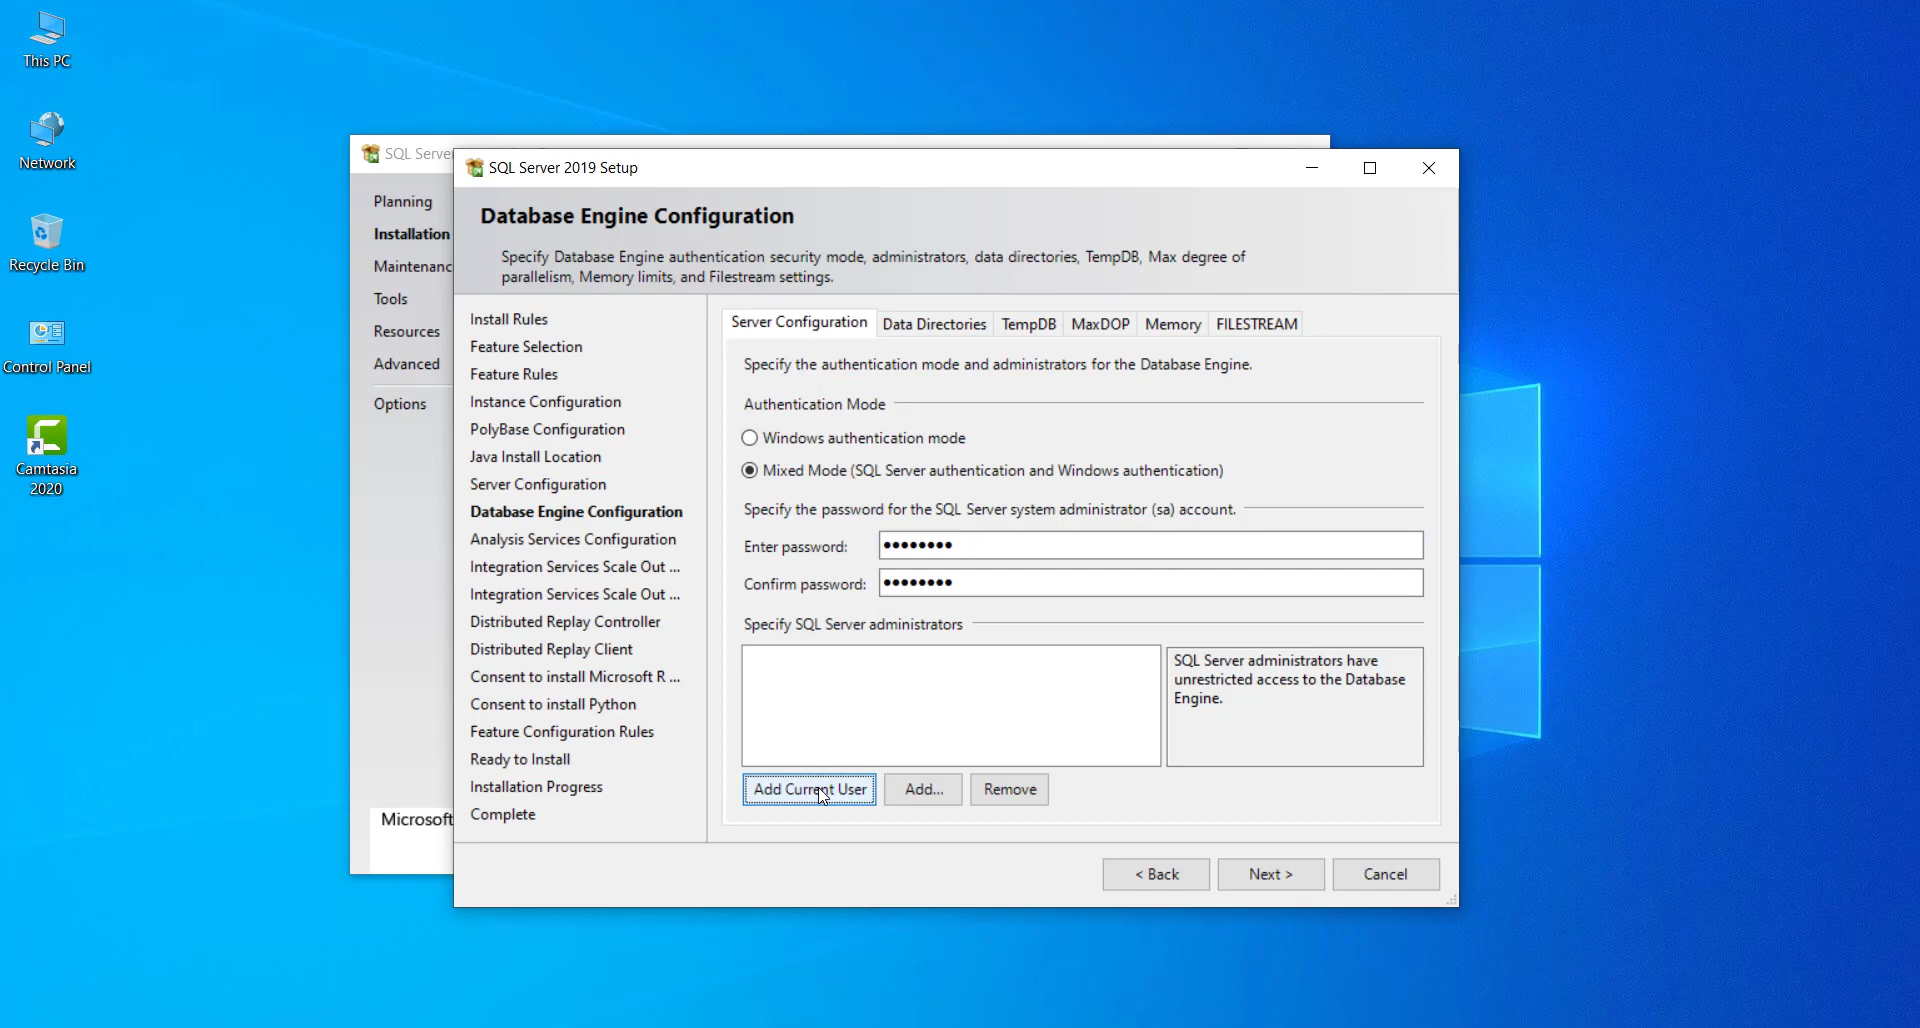 This PC
Network
Recycle Bin
Control Panel
Camtasia
2020
SQL Server
Planning
Installation
Maintenanc
Tools
Resources
Advanced
Options
Microsoft
SQL Server 2019 Setup
Database Engine Configuration
Specify Database Engine authentication security mode, administrators, data directories, TempDB, Max degree of
parallelism, Memory limits, and Filestream settings.
Install Rules
Feature Selection
Feature Rules
Instance Configuration
PolyBase Configuration
Java Install Location
Server Configuration
Database Engine Configuration
Analysis Services Configuration
Integration Services Scale Out ...
Integration Services Scale Out ...
Distributed Replay Controller
Distributed Replay Client
Consent to install Microsoft R ...
Consent to install Python
Feature Configuration Rules
Ready to Install
Installation Progress
Complete
Server Configuration Data Directories TempDB MaxDOP Memory FILESTREAM
Specify the authentication mode and administrators for the Database Engine.
Authentication Mode
Windows authentication mode
Mixed Mode (SQL Server authentication and Windows authentication)
Specify the password for the SQL Server system administrator (sa) account.
Enter password: ●●●●●●●●
Confirm password: ●●●●●●●●
Specify SQL Server administrators
SQL Server administrators have
unrestricted access to the Database
Engine.
Add Current User Add... Remove
< Back Next > Cancel